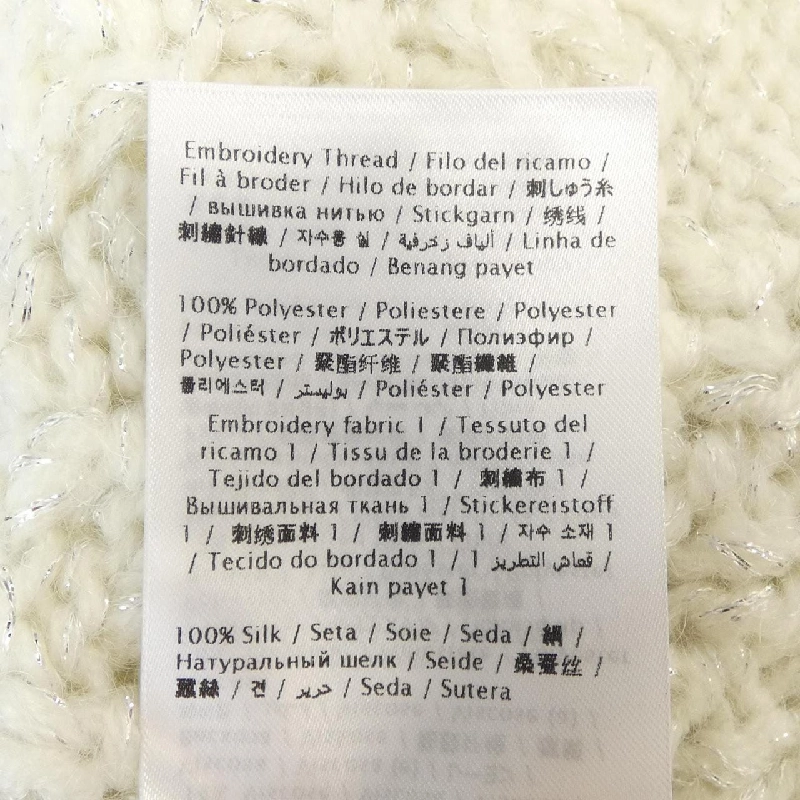 Embroidery Thread / Filo del ricamo /
Fil à broder / Hilo de bordar / 刺しゅう糸
/ вышивка нитью / Stickgarn / 绣线 /
刺繡針線 / 자수용 실 / ألياف زخرفية / Linha de
bordado / Benang payet
100% Polyester / Poliestere / Polyester
/ Poliéster / ポリエステル / Полиэфир /
Polyester / 聚酯纤维 / 聚酯纖維 /
폴리에스터 / بوليستر / Poliéster / Polyester
Embroidery fabric 1 / Tessuto del
ricamo 1 / Tissu de la broderie 1 /
Tejido del bordado 1 / 刺繍布 1 /
Вышивальная ткань 1 / Stickereistoff
1 / 刺绣面料 1 / 刺繡面料 1 / 자수 소재 1
/ Tecido do bordado 1 / 1 قماش التطريز /
Kain payet 1
100% Silk / Seta / Soie / Seda / 絹 /
Натуральный шелк / Seide / 桑蚕丝 /
蠶絲 / 견 / حرير / Seda / Sutera